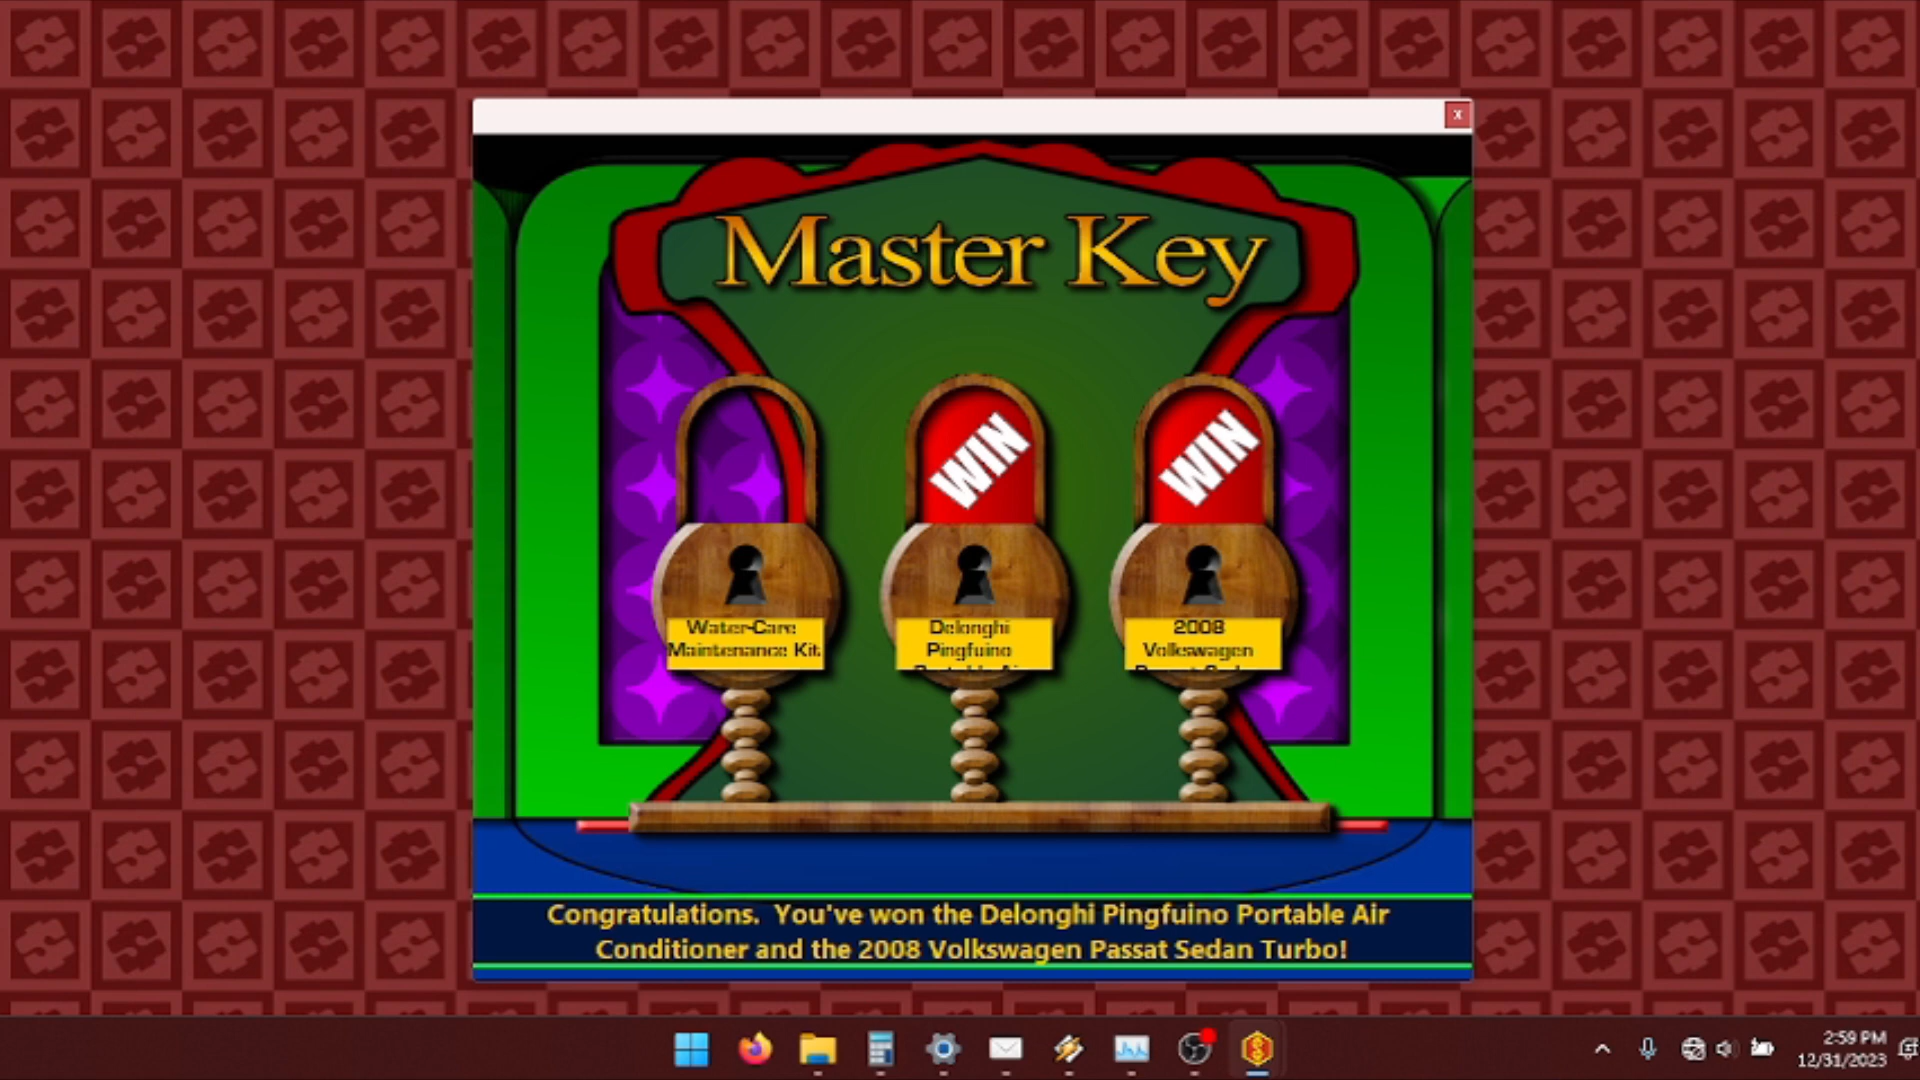 x
Master Key
WIN
WIN
Water-Care
Maintenance Kit
Delonghi
Pingfuino
2008
Volkswagen
Congratulations. You've won the Delonghi Pingfuino Portable Air
Conditioner and the 2008 Volkswagen Passat Sedan Turbo!
2:59 PM
12/31/2023